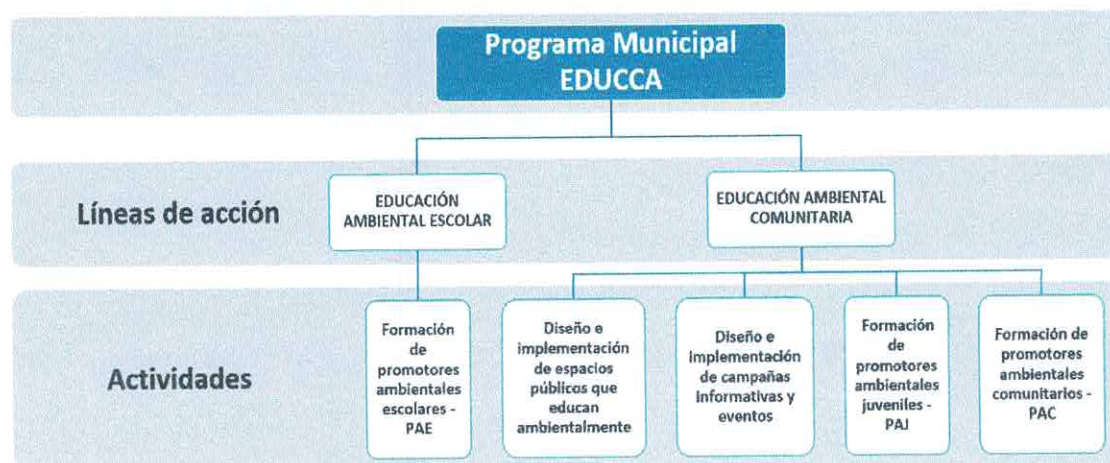 Programa Municipal
EDUCCA
Líneas de acción
EDUCACIÓN
AMBIENTAL ESCOLAR
EDUCACIÓN AMBIENTAL
COMUNITARIA
Actividades
Formación
de
promotores
ambientales
escolares -
PAE
Diseño e
implementación
de espacios
públicos que
educan
ambientalmente
Diseño e
implementación
de campañas
informativas y
eventos
Formación
de
promotores
ambientales
juveniles -
PAJ
Formación de
promotores
ambientales
comunitarios -
PAC